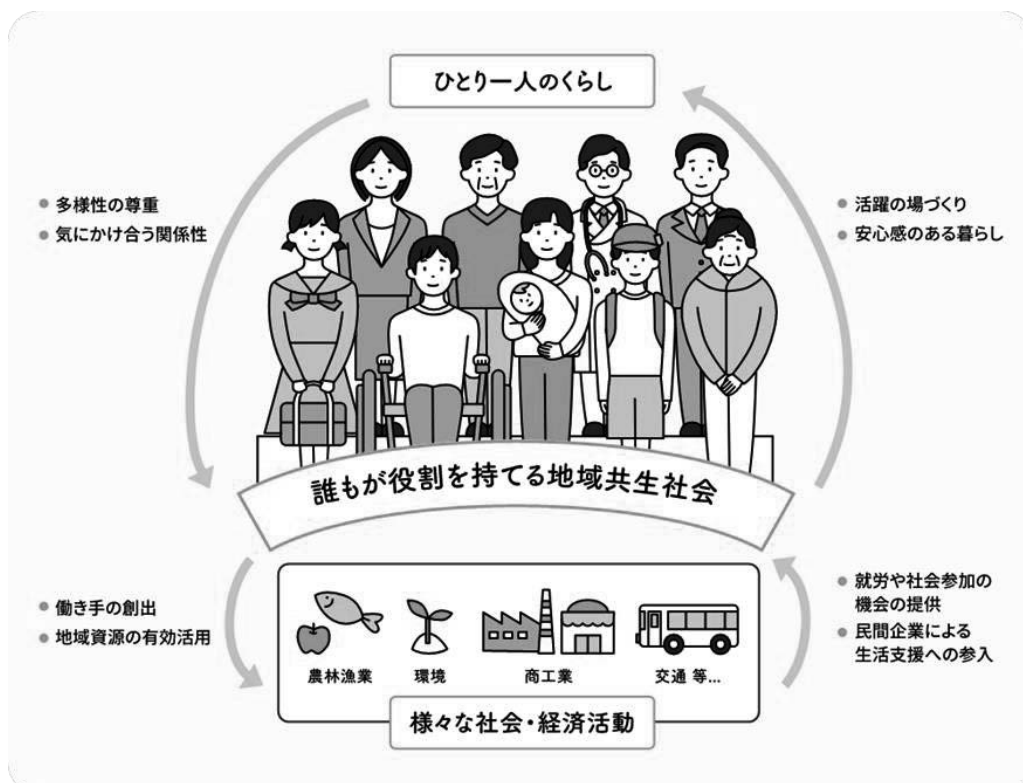 ひとり一人のくらし
● 多様性の尊重
● 気にかけ合う関係性
● 活躍の場づくり
● 安心感のある暮らし
誰もが役割を持てる地域共生社会
● 働き手の創出
● 地域資源の有効活用
● 就労や社会参加の
機会の提供
● 民間企業による
生活支援への参入
農林漁業
環境
商工業
交通 等...
様々な社会・経済活動